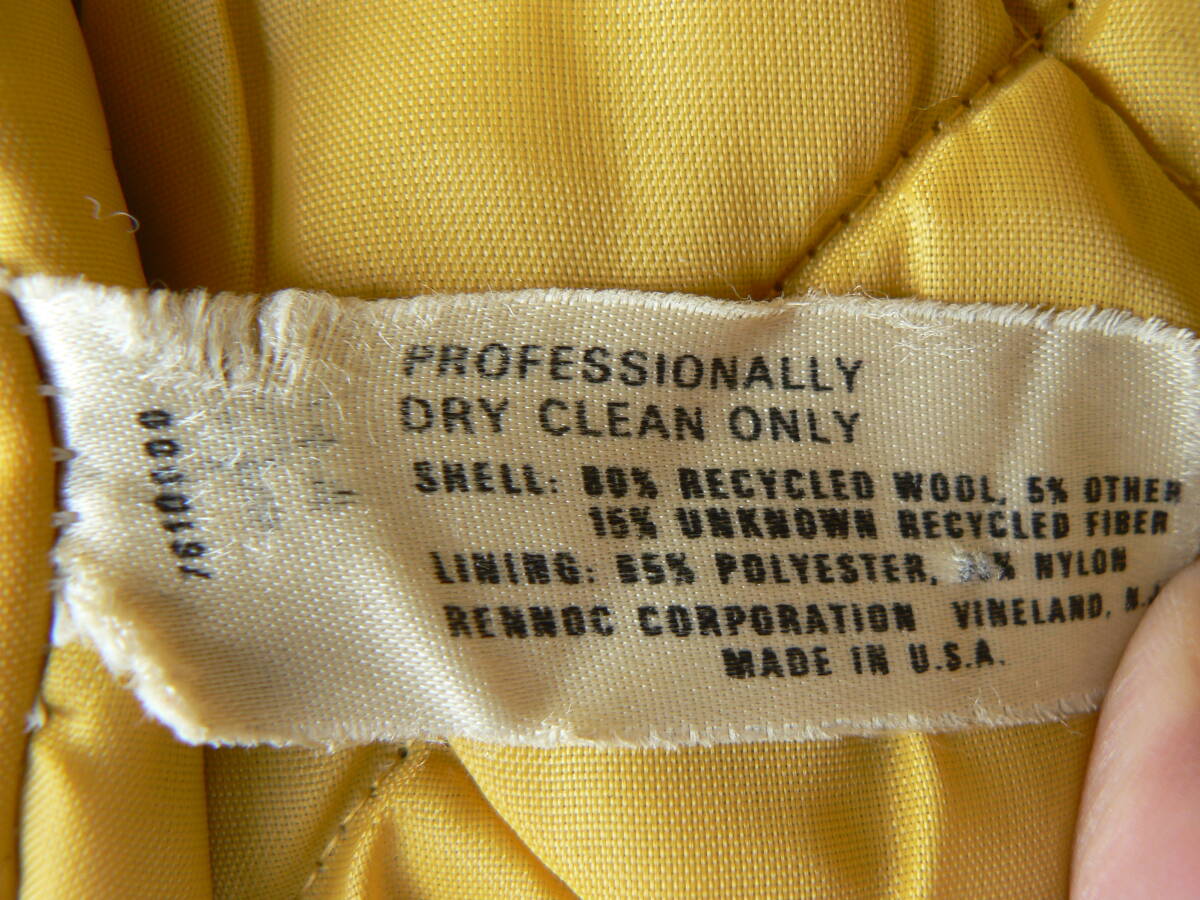 PROFESSIONALLY
DRY CLEAN ONLY
SHELL: 80% RECYCLED WOOL, 5% OTHER
15% UNKNOWN RECYCLED FIBER
LINING: 65% POLYESTER, NYLON
RENNOC CORPORATION VINELAND, N.J.
MADE IN U.S.A.